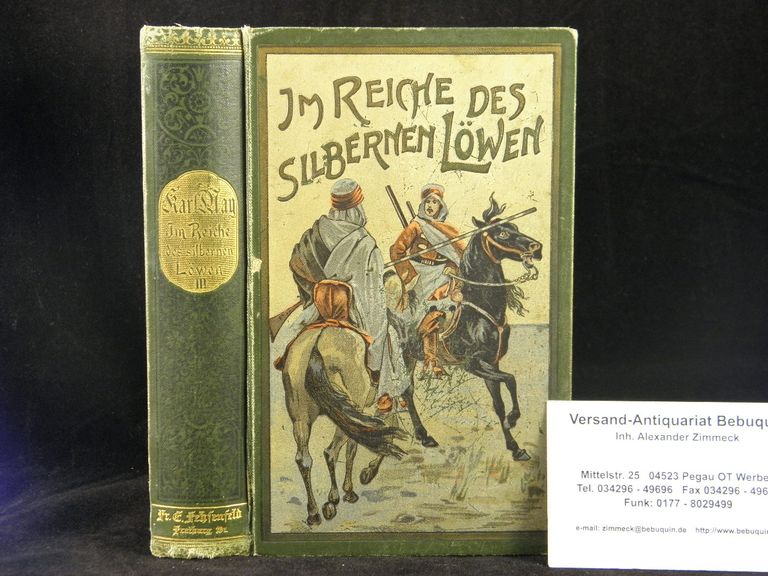 Karl May
Im Reiche
des silbernen
Löwen
III
Fr. E. Fehsenfeld
Freiburg Br.
IM REICHE DES
SILBERNEN LÖWEN
Versand-Antiquariat Bebuqu
Inh. Alexander Zimmeck
Mittelstr. 25 04523 Pegau OT Werbe
Tel. 034296 - 49696 Fax 034296 - 496
Funk: 0177 - 8029499
e-mail: zimmeck@bebuquin.de http://www.bebuquin